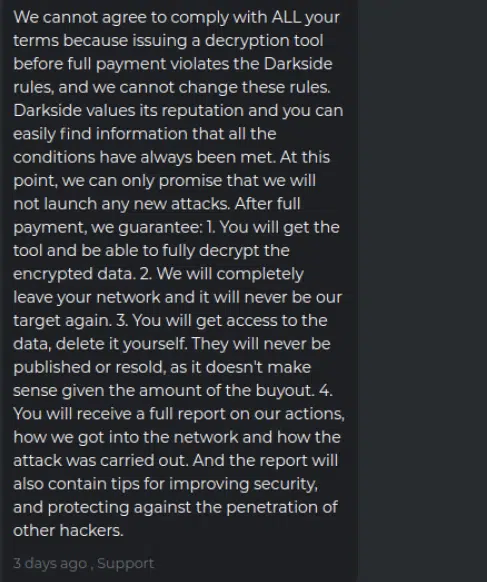 We cannot agree to comply with ALL your
terms because issuing a decryption tool
before full payment violates the Darkside
rules, and we cannot change these rules.
Darkside values its reputation and you can
easily find information that all the
conditions have always been met. At this
point, we can only promise that we will
not launch any new attacks. After full
payment, we guarantee: 1. You will get the
tool and be able to fully decrypt the
encrypted data. 2. We will completely
leave your network and it will never be our
target again. 3. You will get access to the
data, delete it yourself. They will never be
published or resold, as it doesn't make
sense given the amount of the buyout. 4.
You will receive a full report on our actions,
how we got into the network and how the
attack was carried out. And the report will
also contain tips for improving security,
and protecting against the penetration of
other hackers.
3 days ago , Support